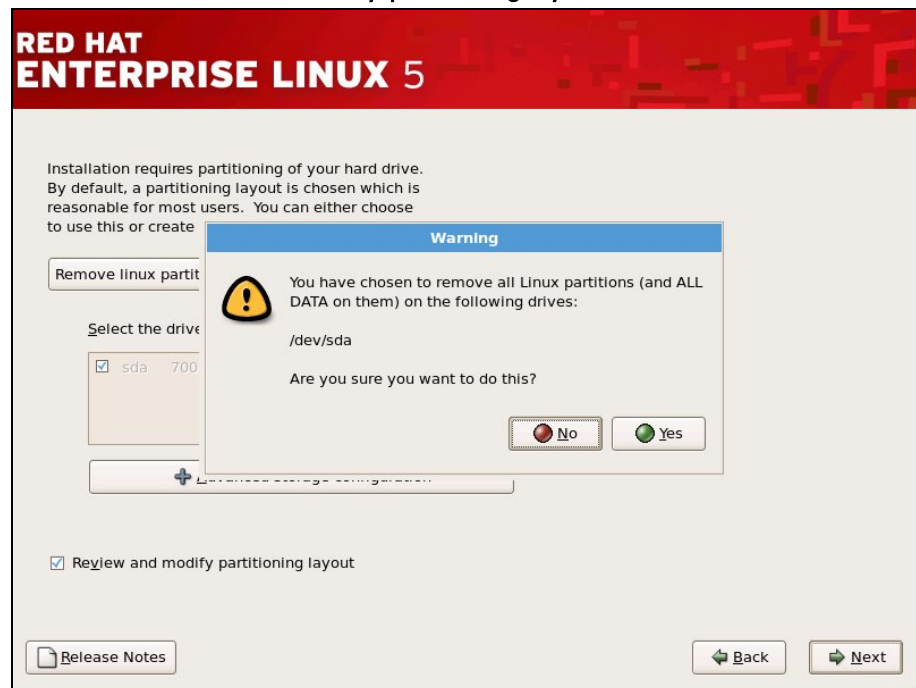 RED HAT
ENTERPRISE LINUX 5
Installation requires partitioning of your hard drive.
By default, a partitioning layout is chosen which is
reasonable for most users. You can either choose
to use this or create
Warning
Remove linux partit
You have chosen to remove all Linux partitions (and ALL
DATA on them) on the following drives:
/dev/sda
Are you sure you want to do this?
Select the drive
sda 700
No
Yes
Review and modify partitioning layout
Release Notes
Back
Next